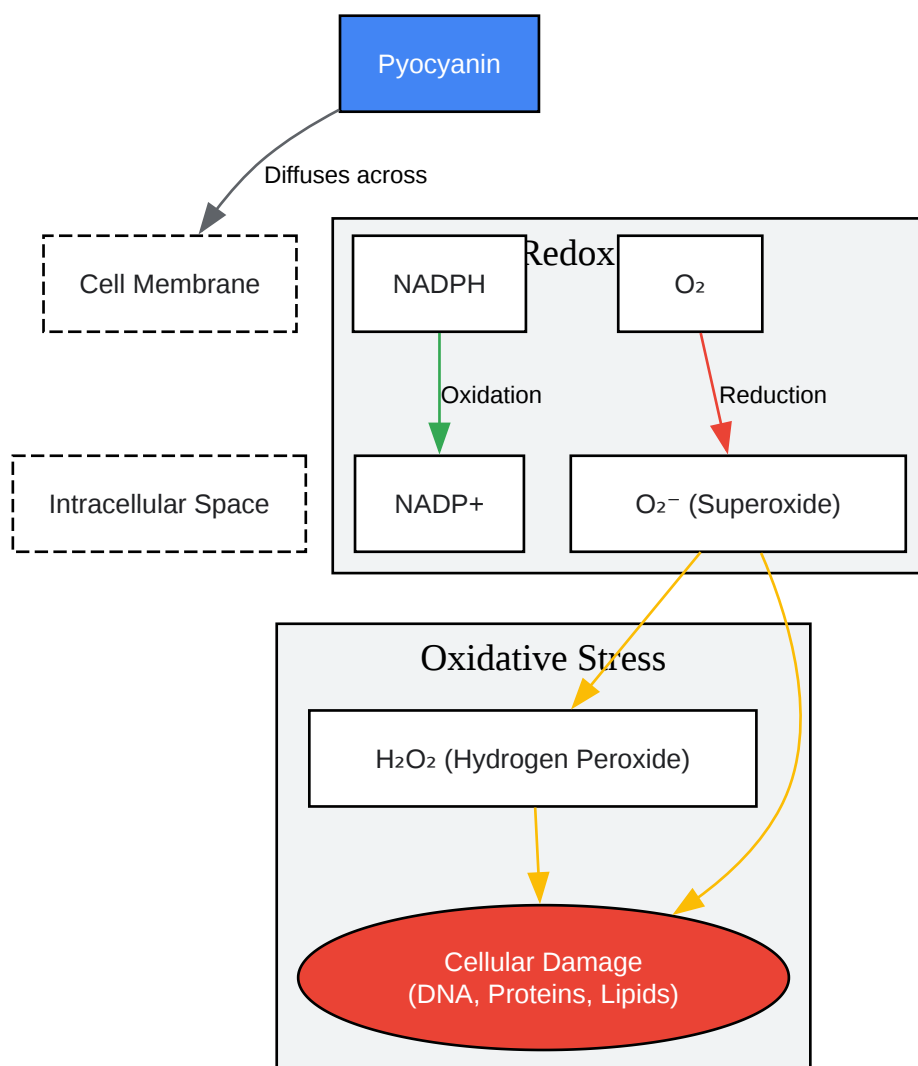 Pyocyanin
Diffuses across
Cell Membrane
Redox
NADPH
O₂
Oxidation
Reduction
Intracellular Space
NADP+
O₂⁻ (Superoxide)
Oxidative Stress
H₂O₂ (Hydrogen Peroxide)
Cellular Damage
(DNA, Proteins, Lipids)